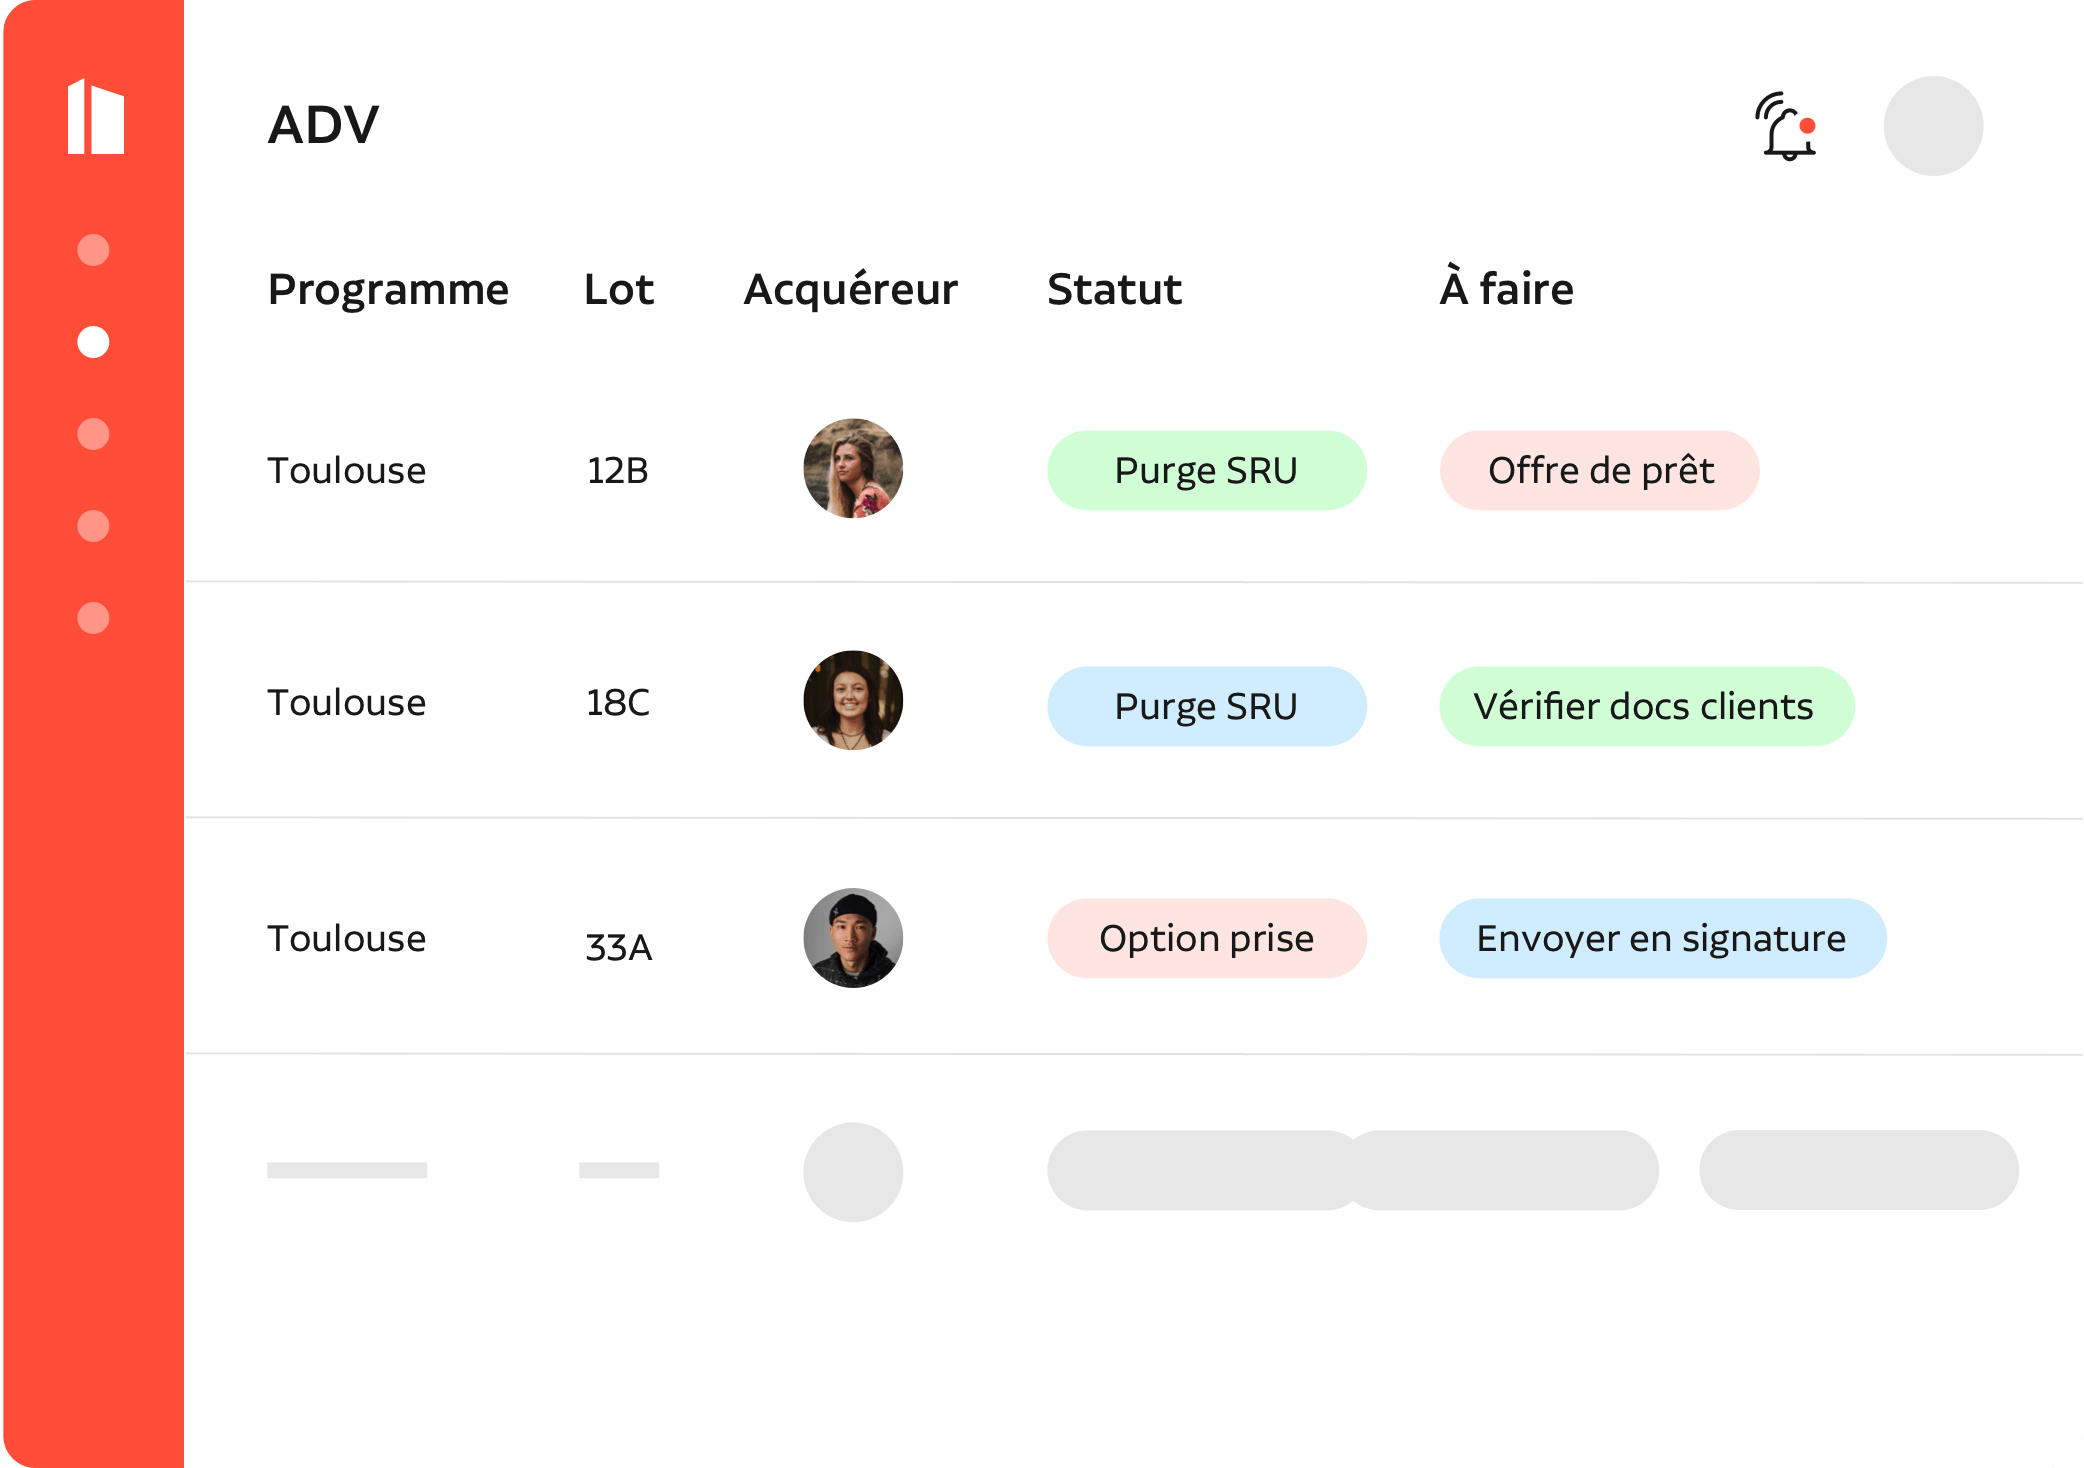 ADV
Programme Lot Acquéreur Statut À faire
Toulouse 12B Purge SRU Offre de prêt
Toulouse 18C Purge SRU Vérifier docs clients
Toulouse 33A Option prise Envoyer en signature